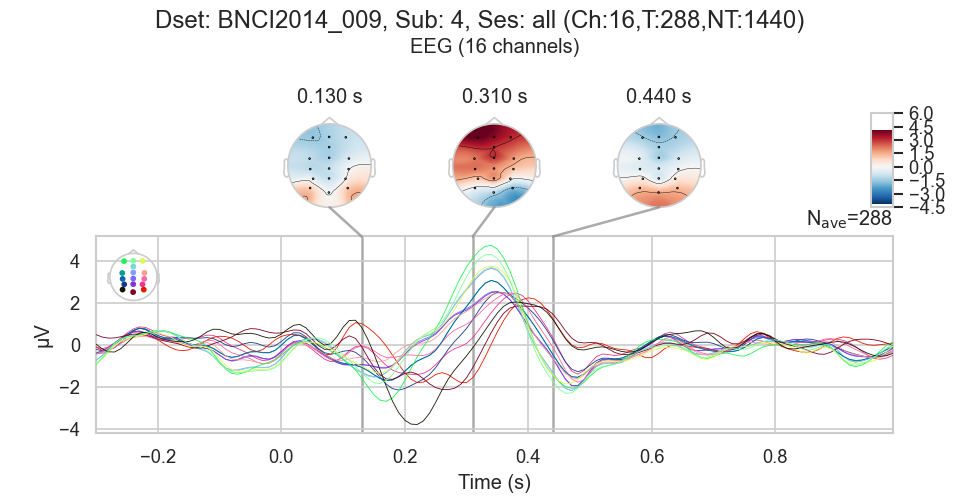 Dset: BNCI2014_009, Sub: 4, Ses: all (Ch:16,T:288,NT:1440)
EEG (16 channels)
0.130 s 0.310 s 0.440 s
6.0
4.5
3.0
1.5
0.0
−1.5
−3.0
−4.5
Nave=288
4
2
0
−2
−4
µV
−0.2 0.0 0.2 0.4 0.6 0.8
Time (s)